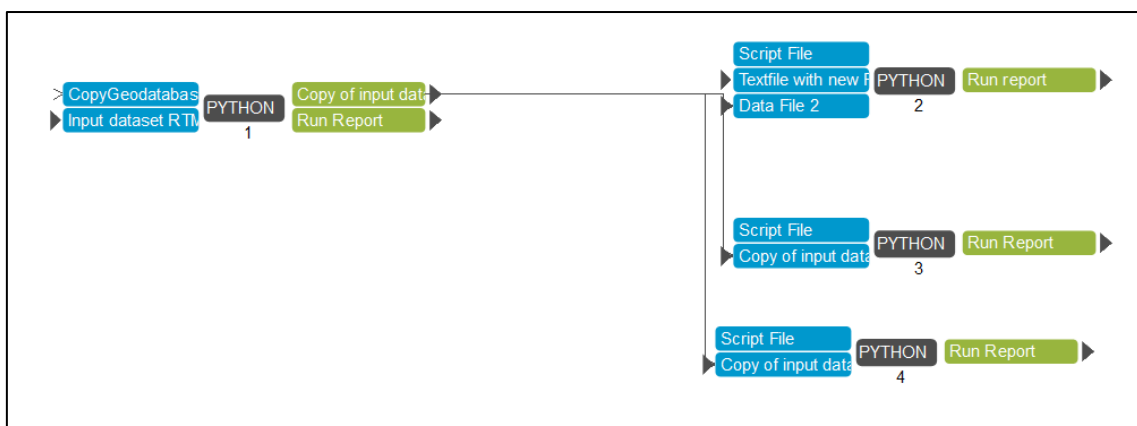 CopyGeodatabas
Input dataset RTM
PYTHON
1
Copy of input dat
Run Report
Script File
Textfile with new
Data File 2
PYTHON
2
Run report
Script File
Copy of input data
PYTHON
3
Run Report
Script File
Copy of input data
PYTHON
4
Run Report